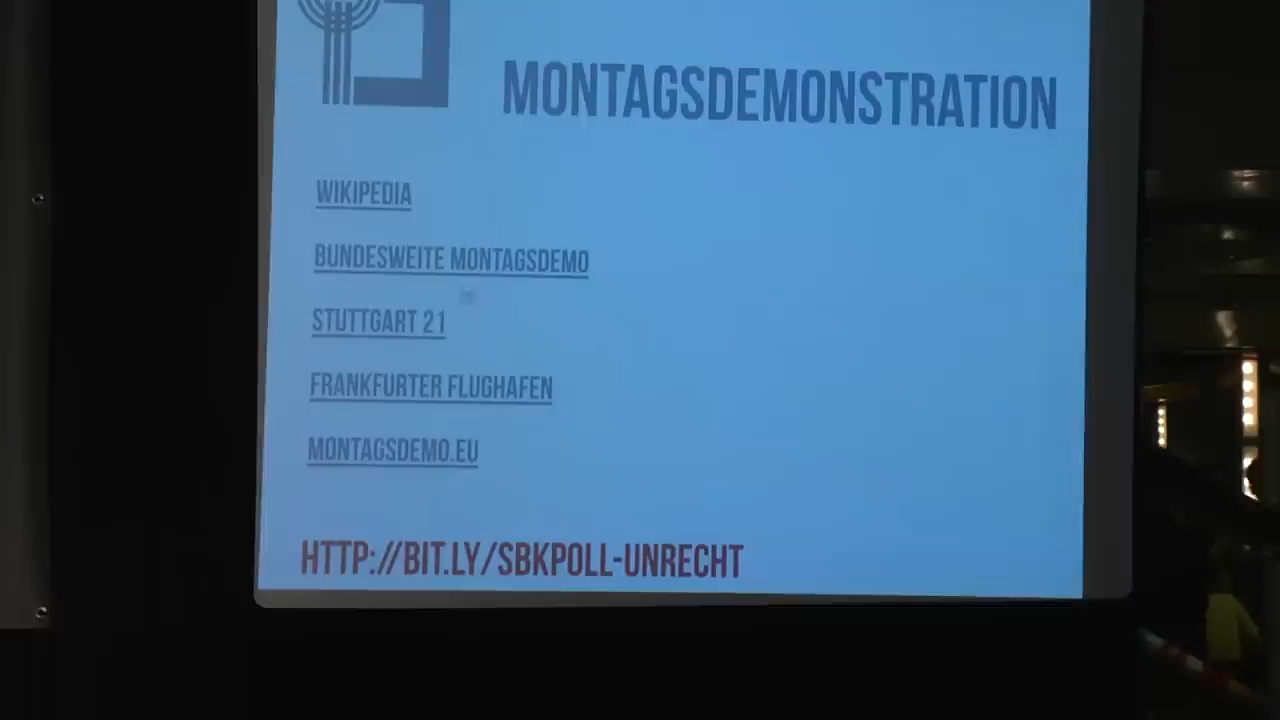 MONTAGSDEMONSTRATION
WIKIPEDIA
BUNDESWEITE MONTAGSDEMO
STUTTGART 21
FRANKFURTER FLUGHAFEN
MONTAGSDEMO.EU
HTTP://BIT.LY/SBKPOLL-UNRECHT